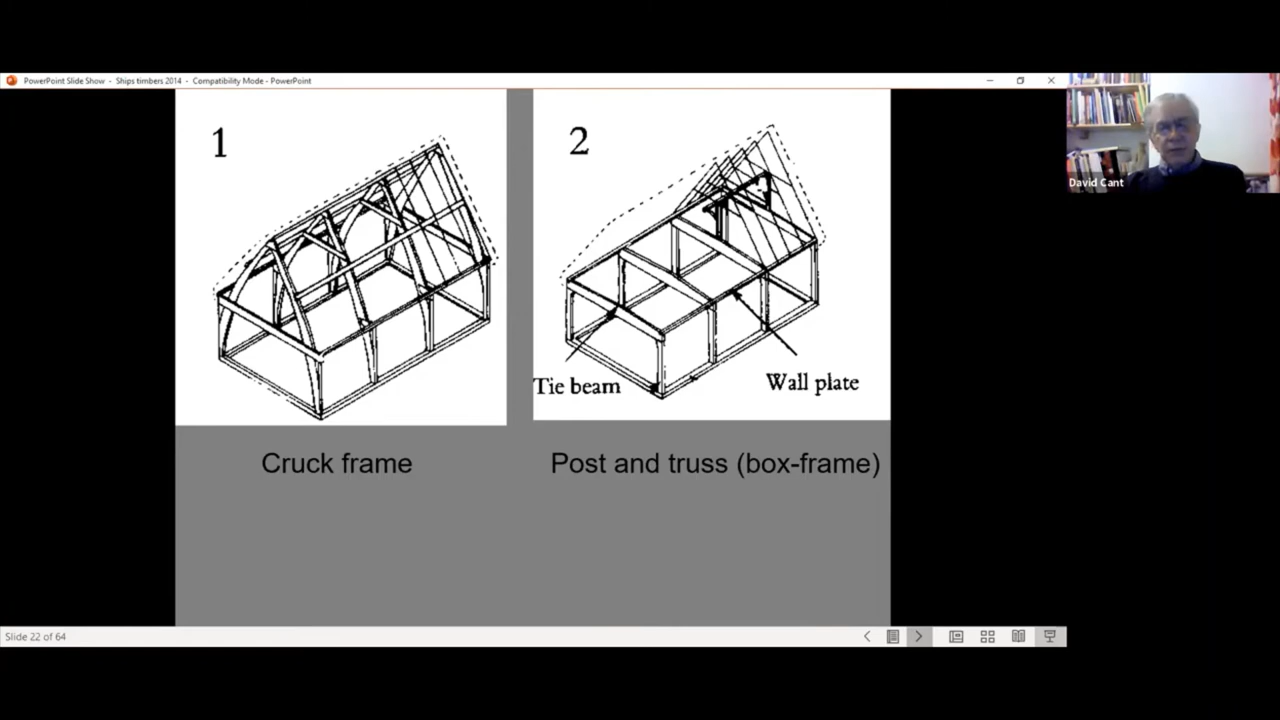 PowerPoint Slide Show - Ships timbers 2014 - Compatibility Mode - PowerPoint
David Cant
1
2
Tie beam
Wall plate
Cruck frame
Post and truss (box-frame)
Slide 22 of 64